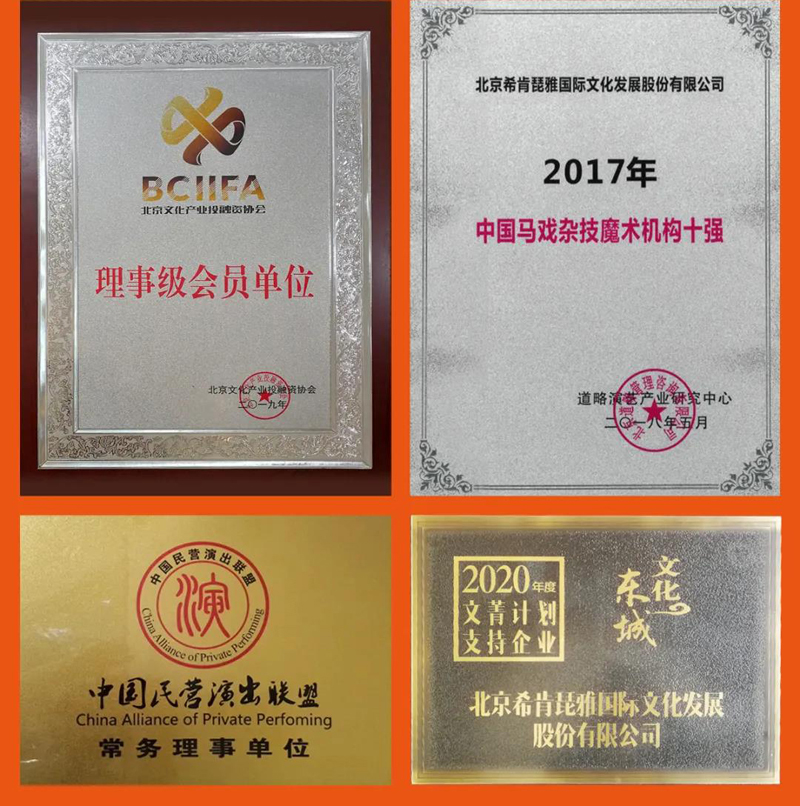 BCIIFA
北京文化产业投融资协会
理事级会员单位
北京文化产业投融资协会
二〇一九年
北京希肯琵雅国际文化发展股份有限公司
2017年
中国马戏杂技魔术机构十强
道略演艺产业研究中心
二〇一八年五月
中国民营演出联盟
演
China Alliance of Private Performing
中国民营演出联盟
China Alliance of Private Perfoming
常务理事单位
2020年度
文菁计划
支持企业
文化
东城
北京希肯琵雅国际文化发展
股份有限公司